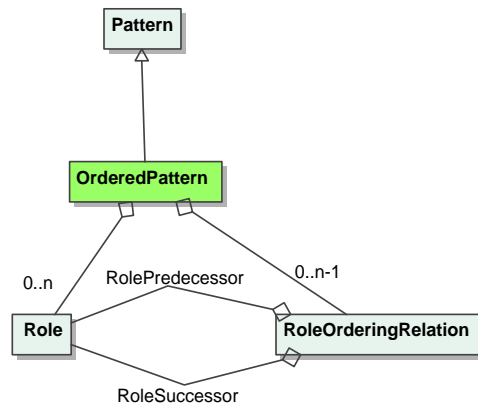 Pattern
OrderedPattern
0..n
0..n-1
RolePredecessor
Role
RoleOrderingRelation
RoleSuccessor